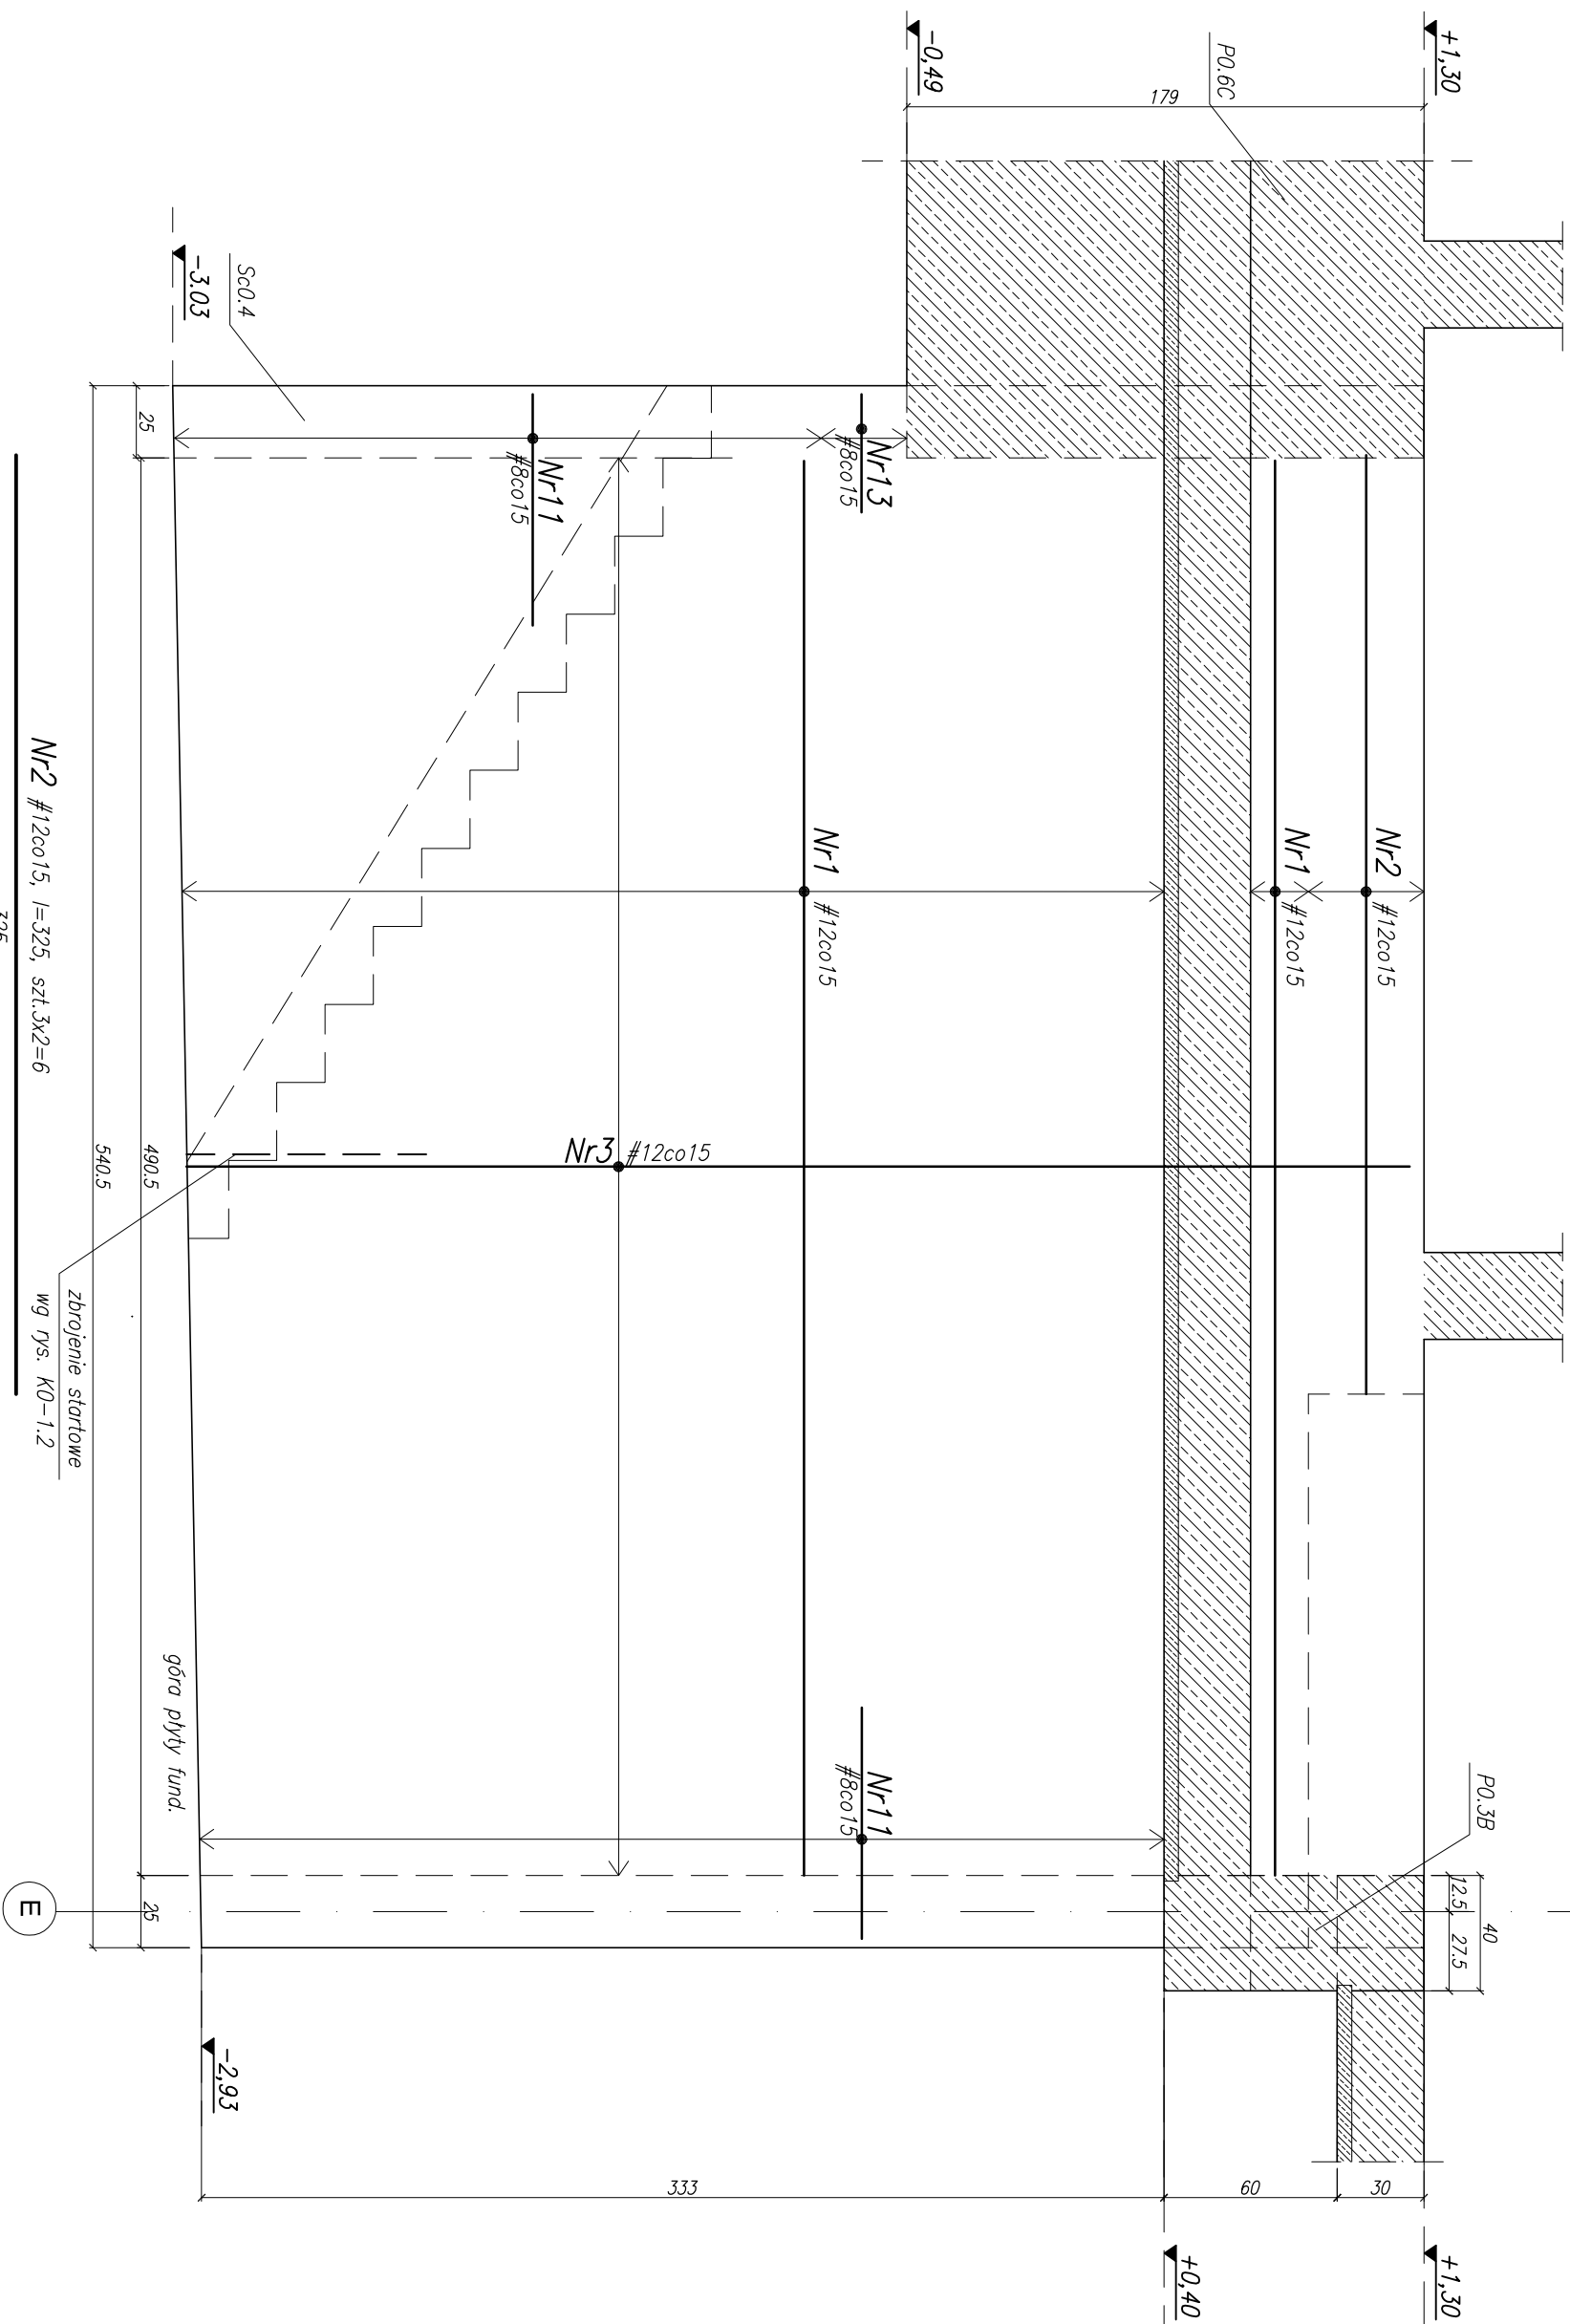 +1,30
P0.6C
-0,49
179
Sc0.4
-3.03
25
Nr13
#8co15
Nr11
#8co15
Nr2 #12co15
Nr1 #12co15
Nr1 #12co15
Nr3 #12co15
Nr2 #12co15, l=325, szt.3x2=6
490.5
540.5
zbrojenie startowe
wg rys. K0-1.2
góra płyty fund.
Nr11
#8co15
P0.3B
12.5
27.5
40
25
E
-2,93
333
60
30
+0,40
+1,30